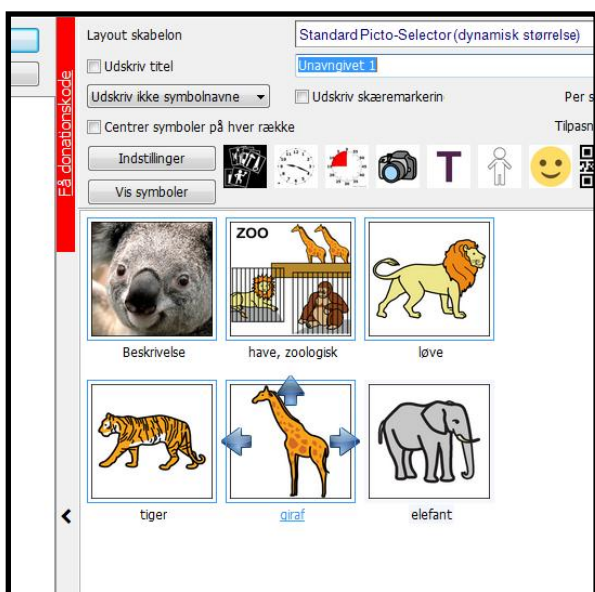 Få donationskode
Layout skabelon
Standard Picto-Selector (dynamisk størrelse)
Udskriv titel
Unavngivet 1
Udskriv ikke symbolnavne
Udskriv skæremarkerin
Per s
Centrer symboler på hver række
Tilpasn
Indstillinger
Vis symboler
T
ZOO
Beskrivelse
have, zoologisk
løve
tiger
giraf
elefant